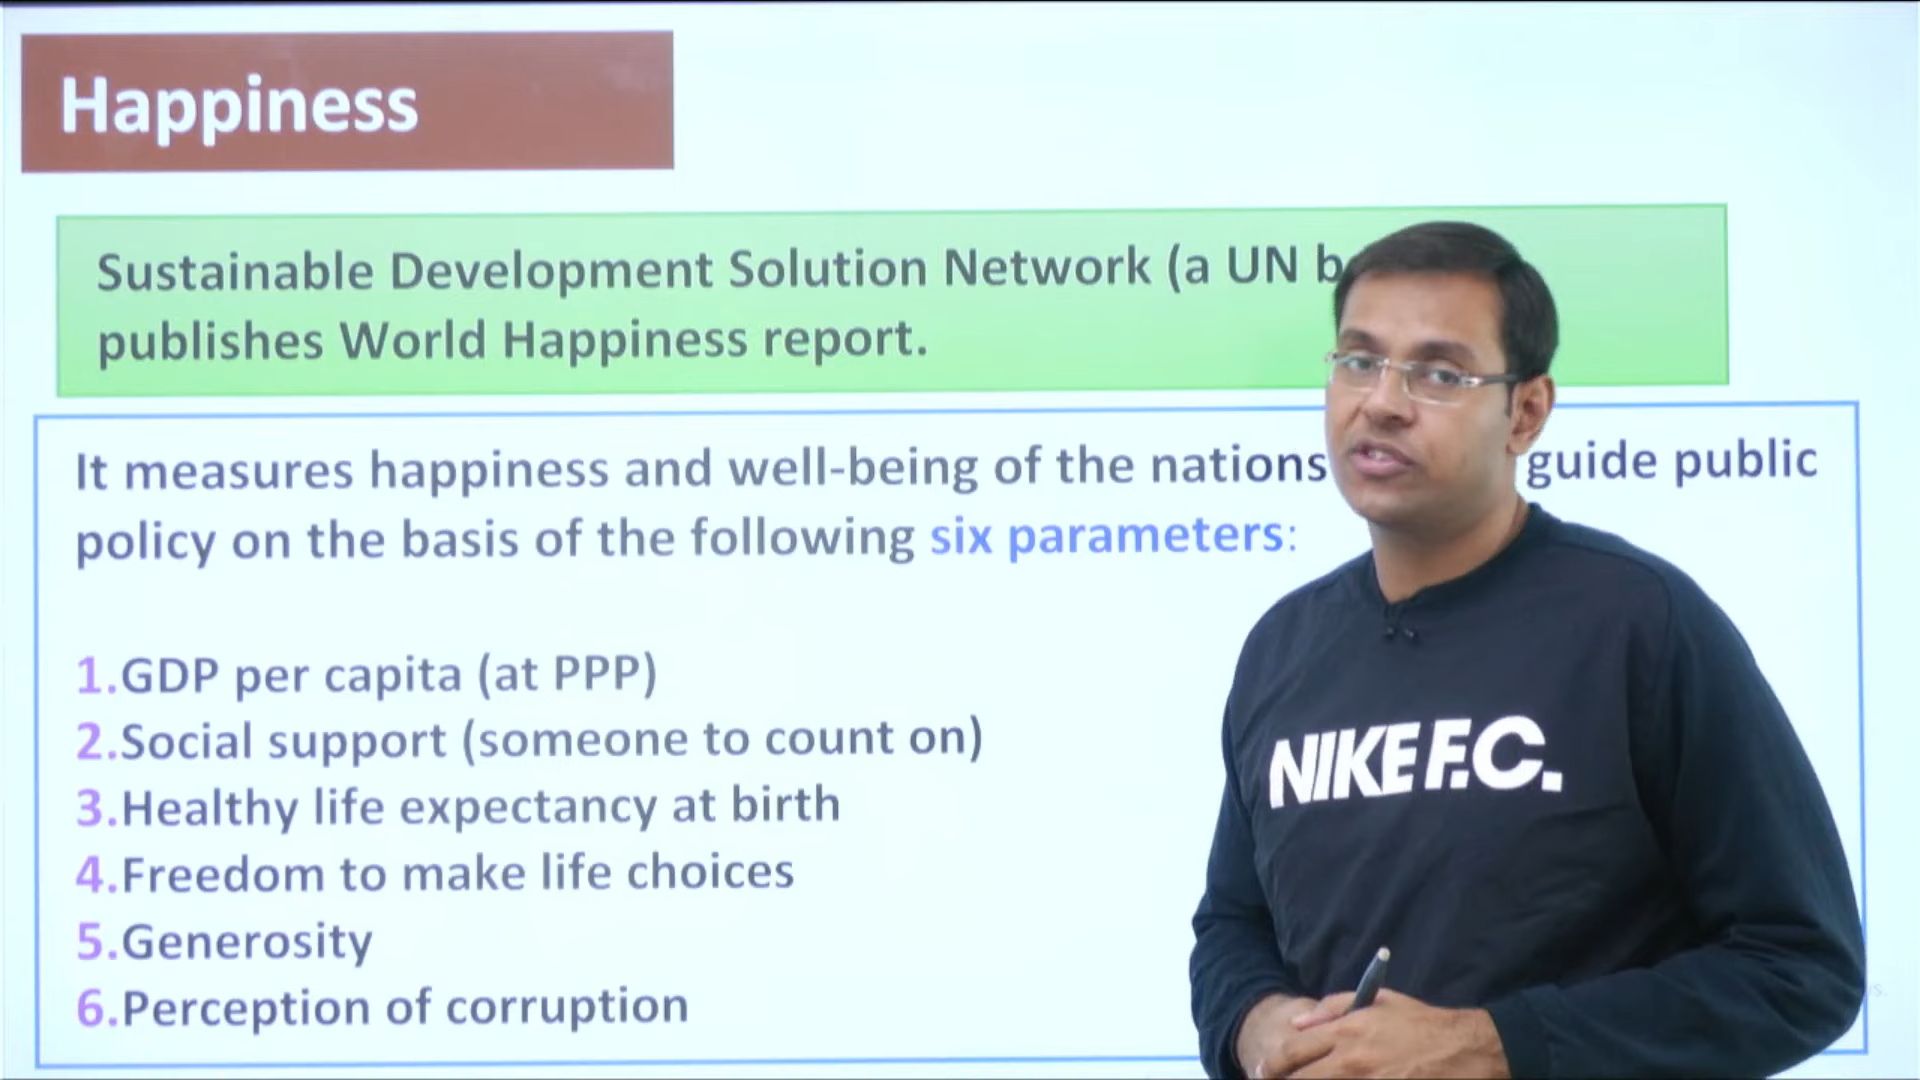 Happiness
Sustainable Development Solution Network (a UN
publishes World Happiness report.
It measures happiness and well-being of the nations guide public
policy on the basis of the following six parameters:
1.GDP per capita (at PPP)
2.Social support (someone to count on)
3.Healthy life expectancy at birth
4.Freedom to make life choices
5.Generosity
6.Perception of corruption
NIKE F.C.